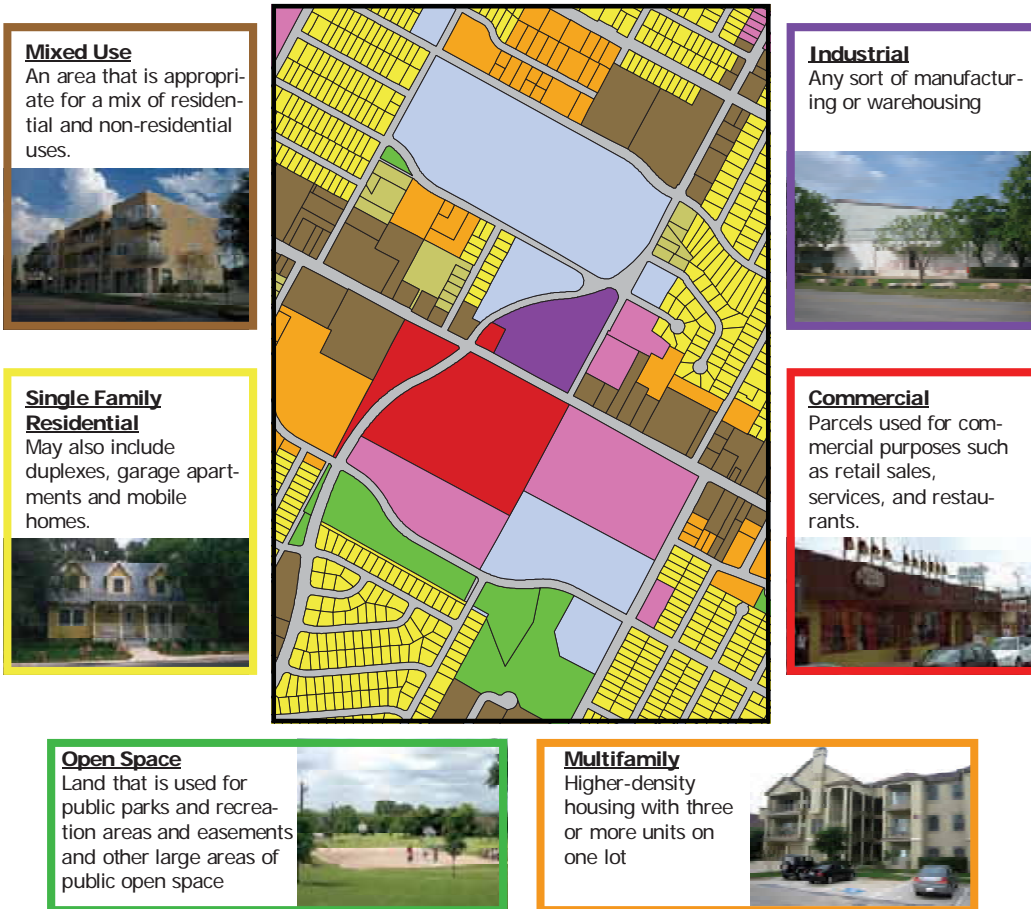 Mixed Use
An area that is appropri-
ate for a mix of residen-
tial and non-residential
uses.
Industrial
Any sort of manufactur-
ing or warehousing
Single Family
Residential
May also include
duplexes, garage apart-
ments and mobile
homes.
Commercial
Parcels used for com-
mercial purposes such
as retail sales,
services, and restau-
rants.
Open Space
Land that is used for
public parks and recrea-
tion areas and easements
and other large areas of
public open space
Multifamily
Higher-density
housing with three
or more units on
one lot